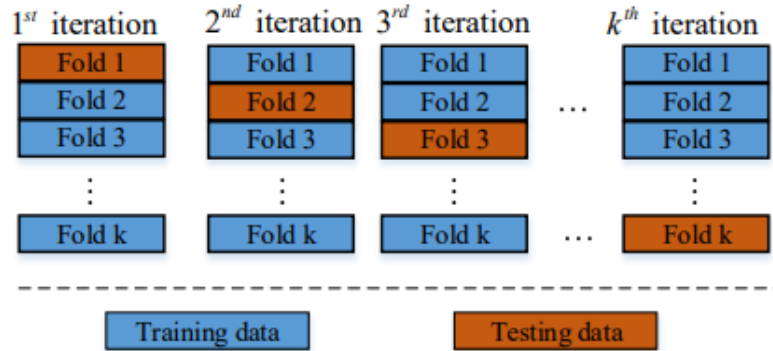 1st iteration 2nd iteration 3rd iteration kth iteration
Fold 1 Fold 1 Fold 1 Fold 1
Fold 2 Fold 2 Fold 2 ... Fold 2
Fold 3 Fold 3 Fold 3 Fold 3
⋮ ⋮ ⋮ ⋮
Fold k Fold k Fold k ... Fold k
Training data Testing data